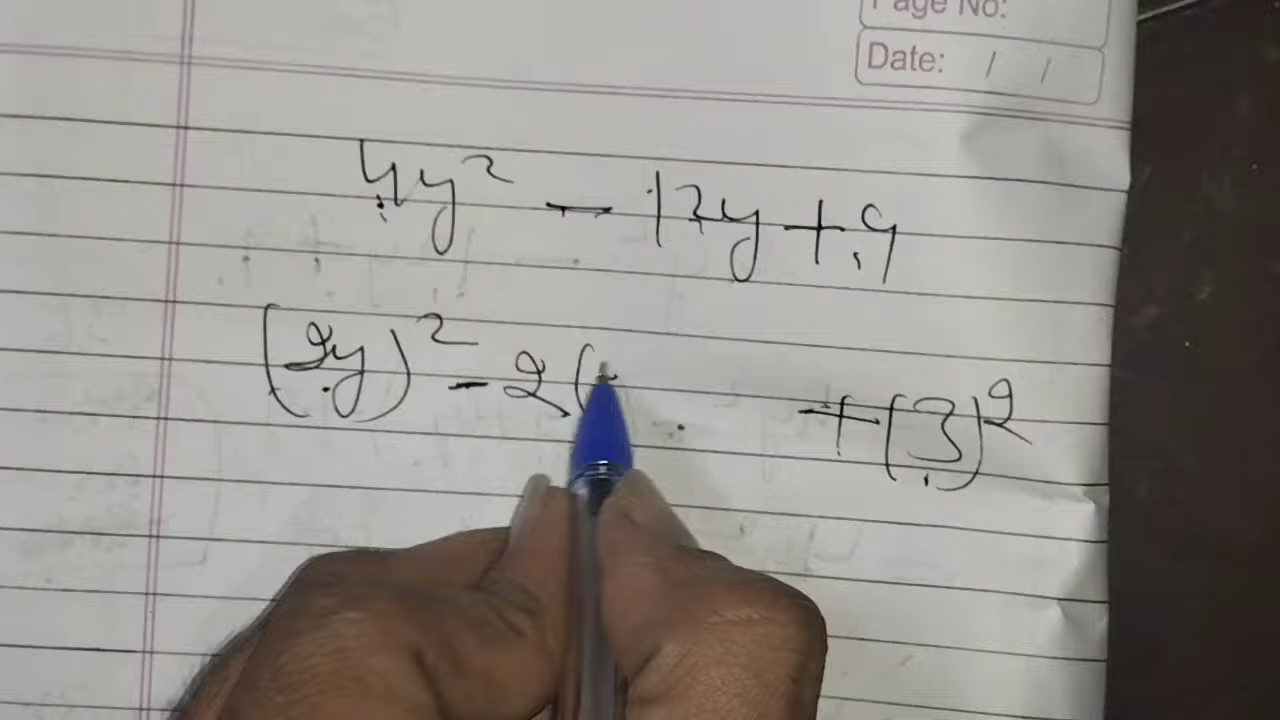 Page No:
Date: / /
4y² - 12y + 9
(2y)² - 2( + (3)²